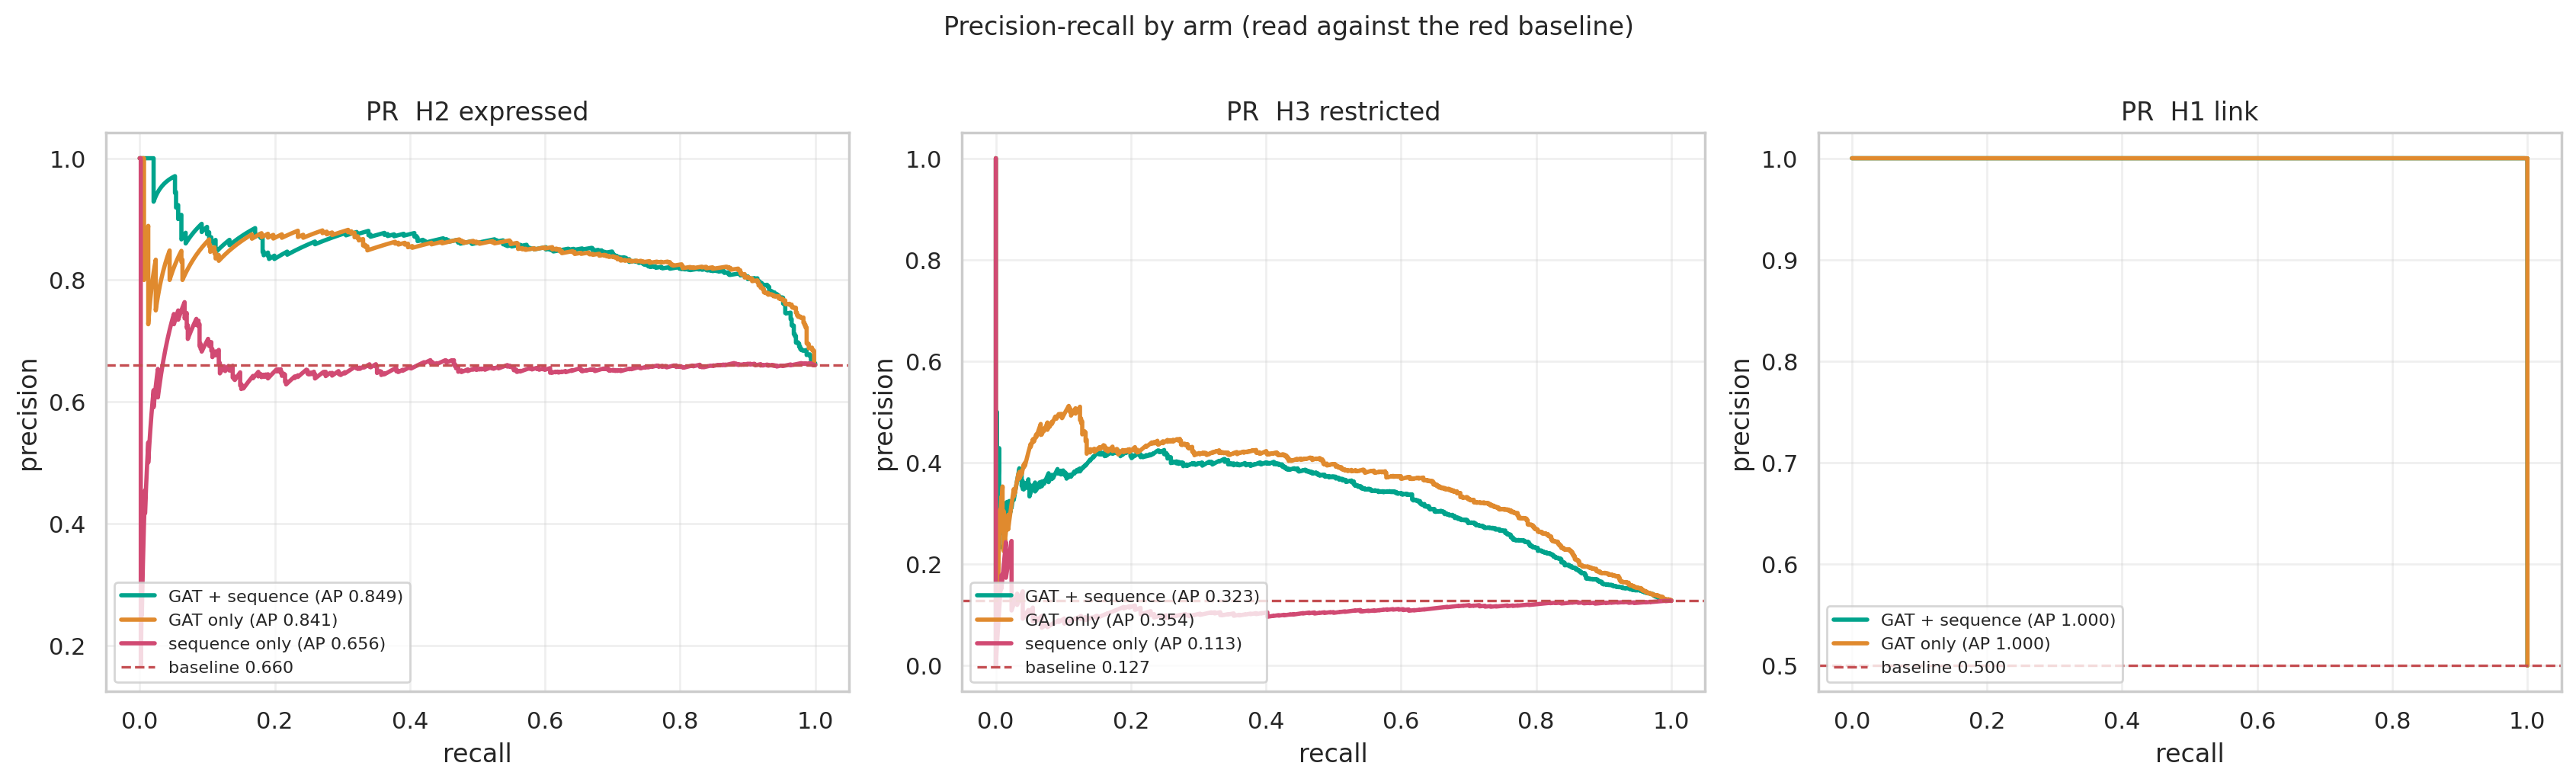 Precision-recall by arm (read against the red baseline)
PR  H2 expressed
precision
1.0
0.8
0.6
0.4
0.2
GAT + sequence (AP 0.849)
GAT only (AP 0.841)
sequence only (AP 0.656)
baseline 0.660
0.0 0.2 0.4 0.6 0.8 1.0
recall
PR  H3 restricted
precision
1.0
0.8
0.6
0.4
0.2
0.0
GAT + sequence (AP 0.323)
GAT only (AP 0.354)
sequence only (AP 0.113)
baseline 0.127
0.0 0.2 0.4 0.6 0.8 1.0
recall
PR  H1 link
precision
1.0
0.9
0.8
0.7
0.6
0.5
GAT + sequence (AP 1.000)
GAT only (AP 1.000)
baseline 0.500
0.0 0.2 0.4 0.6 0.8 1.0
recall